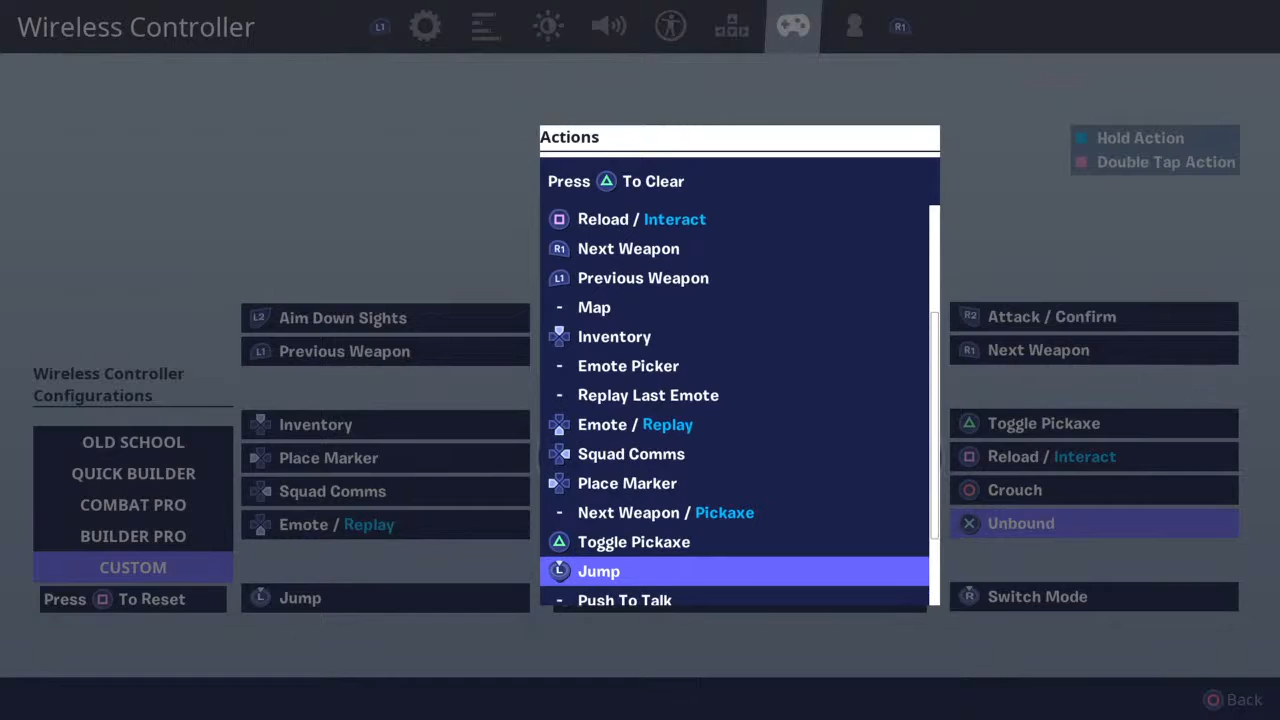 Wireless Controller
L1
R1
Actions
Press To Clear
Reload / Interact
R1 Next Weapon
L1 Previous Weapon
- Map
Inventory
- Emote Picker
- Replay Last Emote
Emote / Replay
Squad Comms
Place Marker
- Next Weapon / Pickaxe
Toggle Pickaxe
L Jump
- Push To Talk
Hold Action
Double Tap Action
L2 Aim Down Sights
L1 Previous Weapon
Inventory
Place Marker
Squad Comms
Emote / Replay
L Jump
Wireless Controller
Configurations
OLD SCHOOL
QUICK BUILDER
COMBAT PRO
BUILDER PRO
CUSTOM
Press To Reset
R2 Attack / Confirm
R1 Next Weapon
Toggle Pickaxe
Reload / Interact
Crouch
Unbound
R Switch Mode
Back